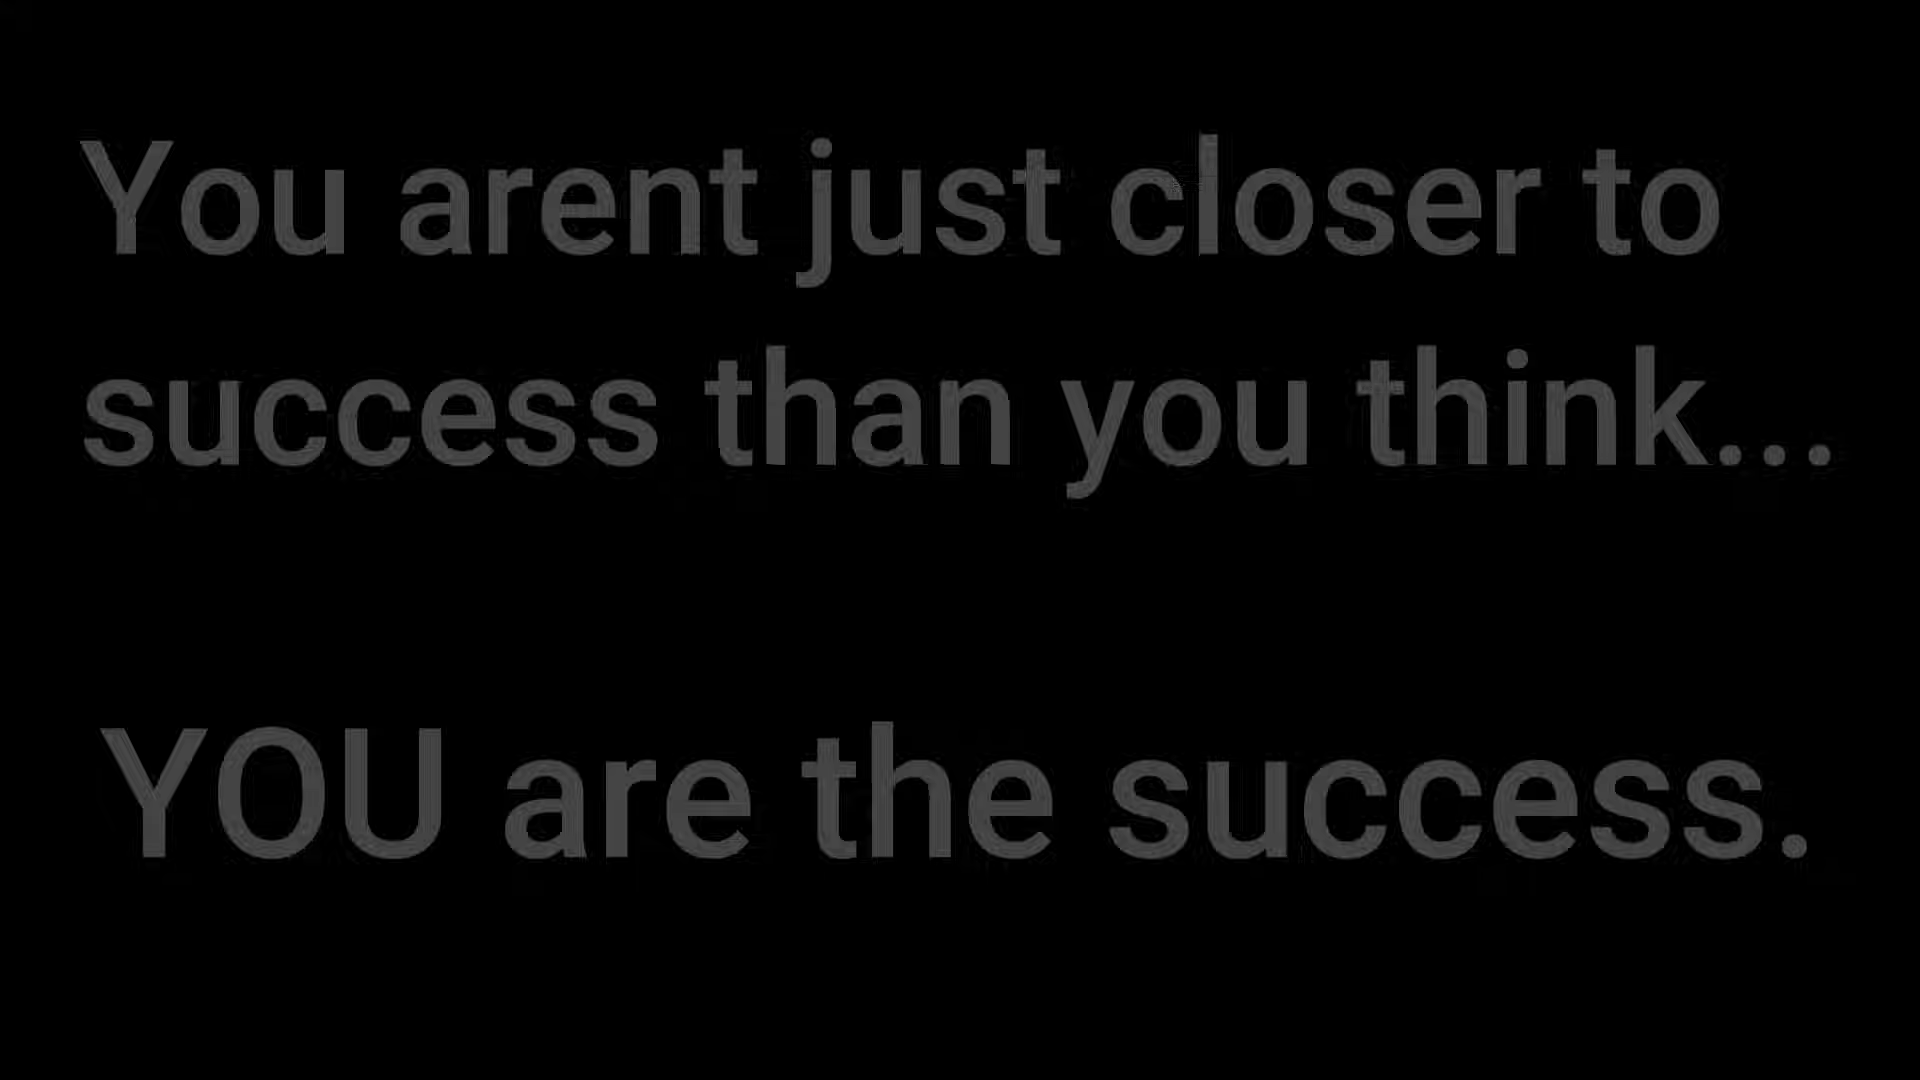 You arent just closer to
success than you think...
YOU are the success.